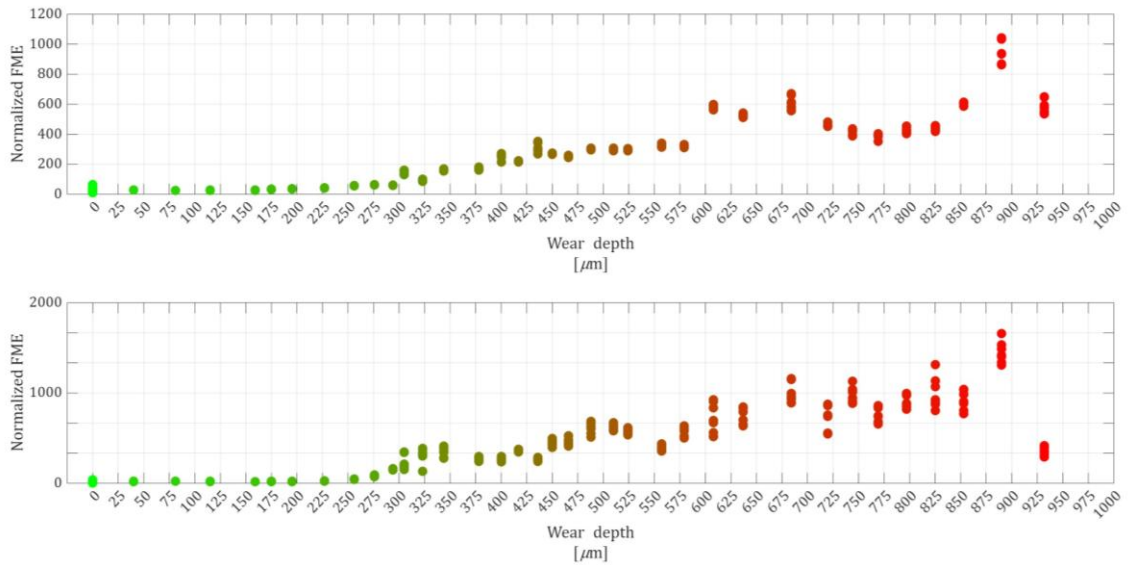 1200
1000
800
600
400
200
0
Normalized FME
0 25 50 75 100 125 150 175 200 225 250 275 300 325 350 375 400 425 450 475 500 525 550 575 600 625 650 675 700 725 750 775 800 825 850 875 900 925 950 975 1000
Wear depth
[μm]
2000
1000
0
Normalized FME
0 25 50 75 100 125 150 175 200 225 250 275 300 325 350 375 400 425 450 475 500 525 550 575 600 625 650 675 700 725 750 775 800 825 850 875 900 925 950 975 1000
Wear depth
[μm]